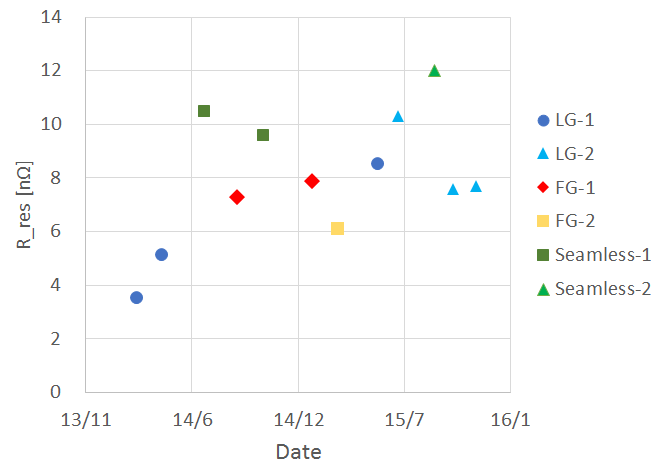 14
12
10
8
6
4
2
0
R_res [nΩ]
13/11 14/6 14/12 15/7 16/1
Date
LG-1
LG-2
FG-1
FG-2
Seamless-1
Seamless-2